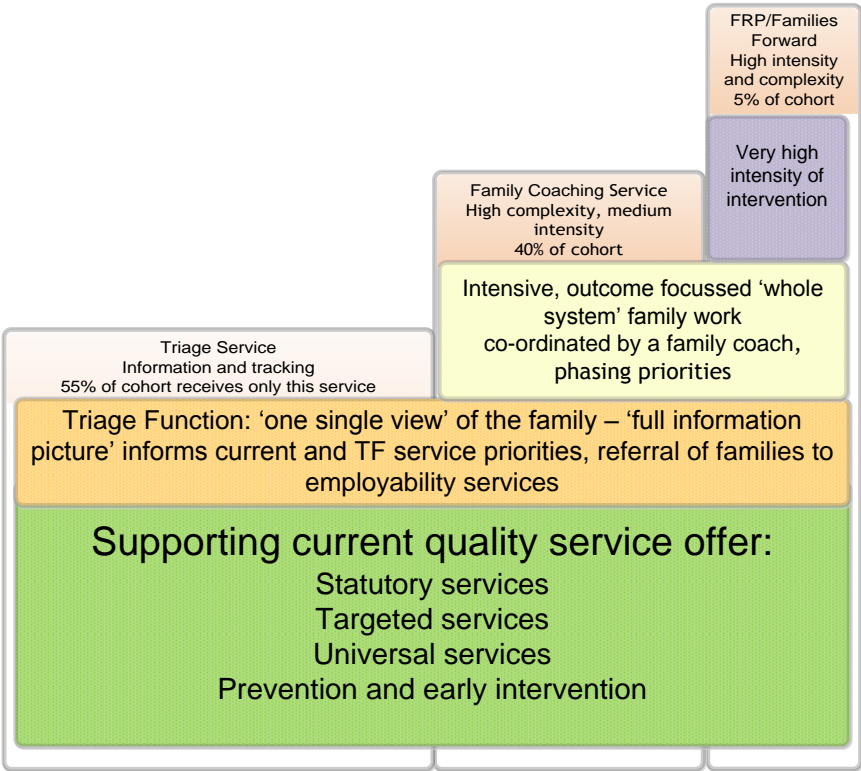 FRP/Families
Forward
High intensity
and complexity
5% of cohort
Very high
intensity of
intervention
Family Coaching Service
High complexity, medium
intensity
40% of cohort
Intensive, outcome focussed ‘whole
system’ family work
co-ordinated by a family coach,
phasing priorities
Triage Service
Information and tracking
55% of cohort receives only this service
Triage Function: ‘one single view’ of the family – ‘full information
picture’ informs current and TF service priorities, referral of families to
employability services
Supporting current quality service offer:
Statutory services
Targeted services
Universal services
Prevention and early intervention